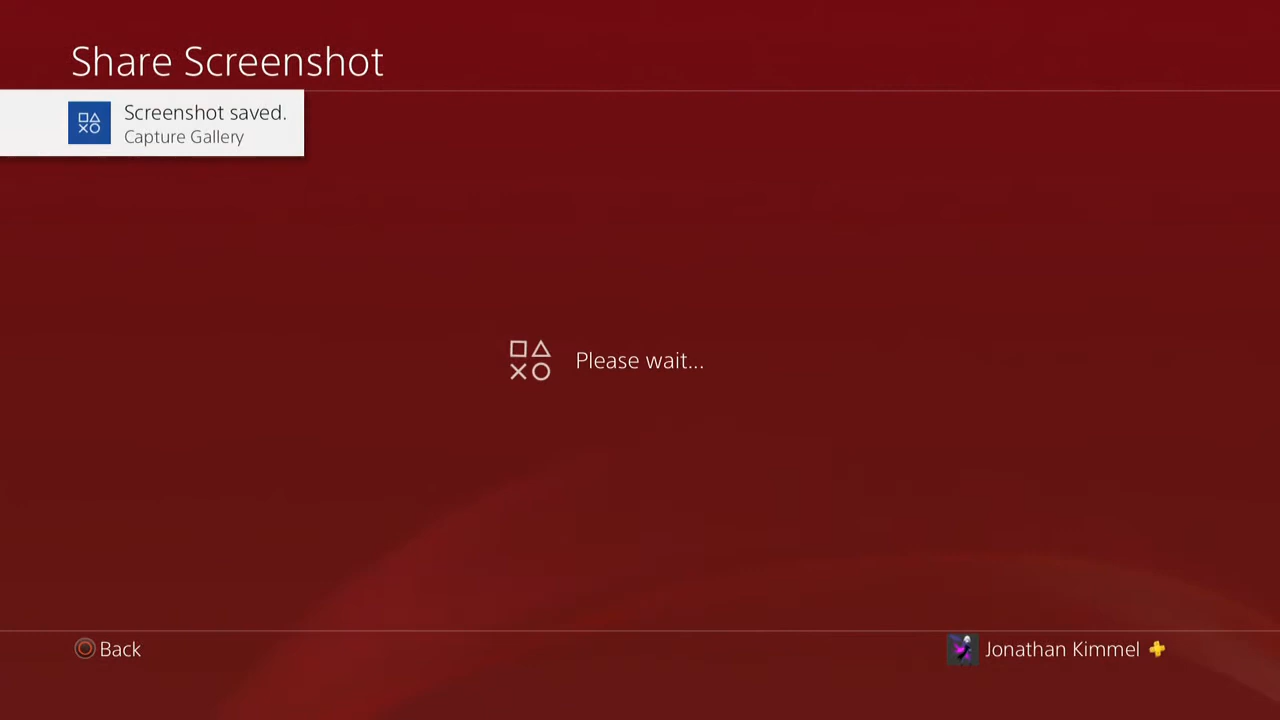 Share Screenshot
Screenshot saved.
Capture Gallery
Please wait...
Back
Jonathan Kimmel